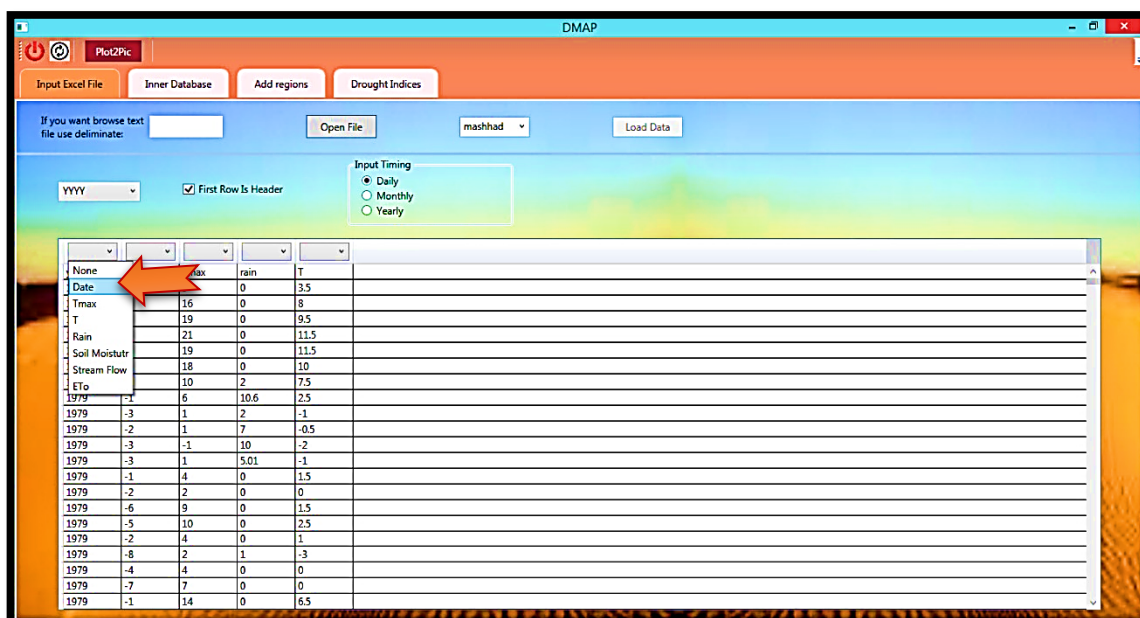 DMAP
Plot2Pic
Input Excel File Inner Database Add regions Drought Indices
If you want browse text
file use deliminate:
Open File mashhad Load Data
Input Timing
Daily
YYYY First Row Is Header
Monthly
Yearly
None rain T
Date 0 3.5
Tmax 16 0 8
T 19 0 9.5
Rain 21 0 11.5
Soil Moistutr 19 0 11.5
Stream Flow 18 0 10
ETo 10 2 7.5
1979 -1 6 10.6 2.5
1979 -3 1 2 -1
1979 -2 1 7 -0.5
1979 -3 -1 10 -2
1979 -3 1 5.01 -1
1979 -1 4 0 1.5
1979 -2 2 0 0
1979 -6 9 0 1.5
1979 -5 10 0 2.5
1979 -2 4 0 1
1979 -8 2 1 -3
1979 -4 4 0 0
1979 -7 7 0 0
1979 -1 14 0 6.5